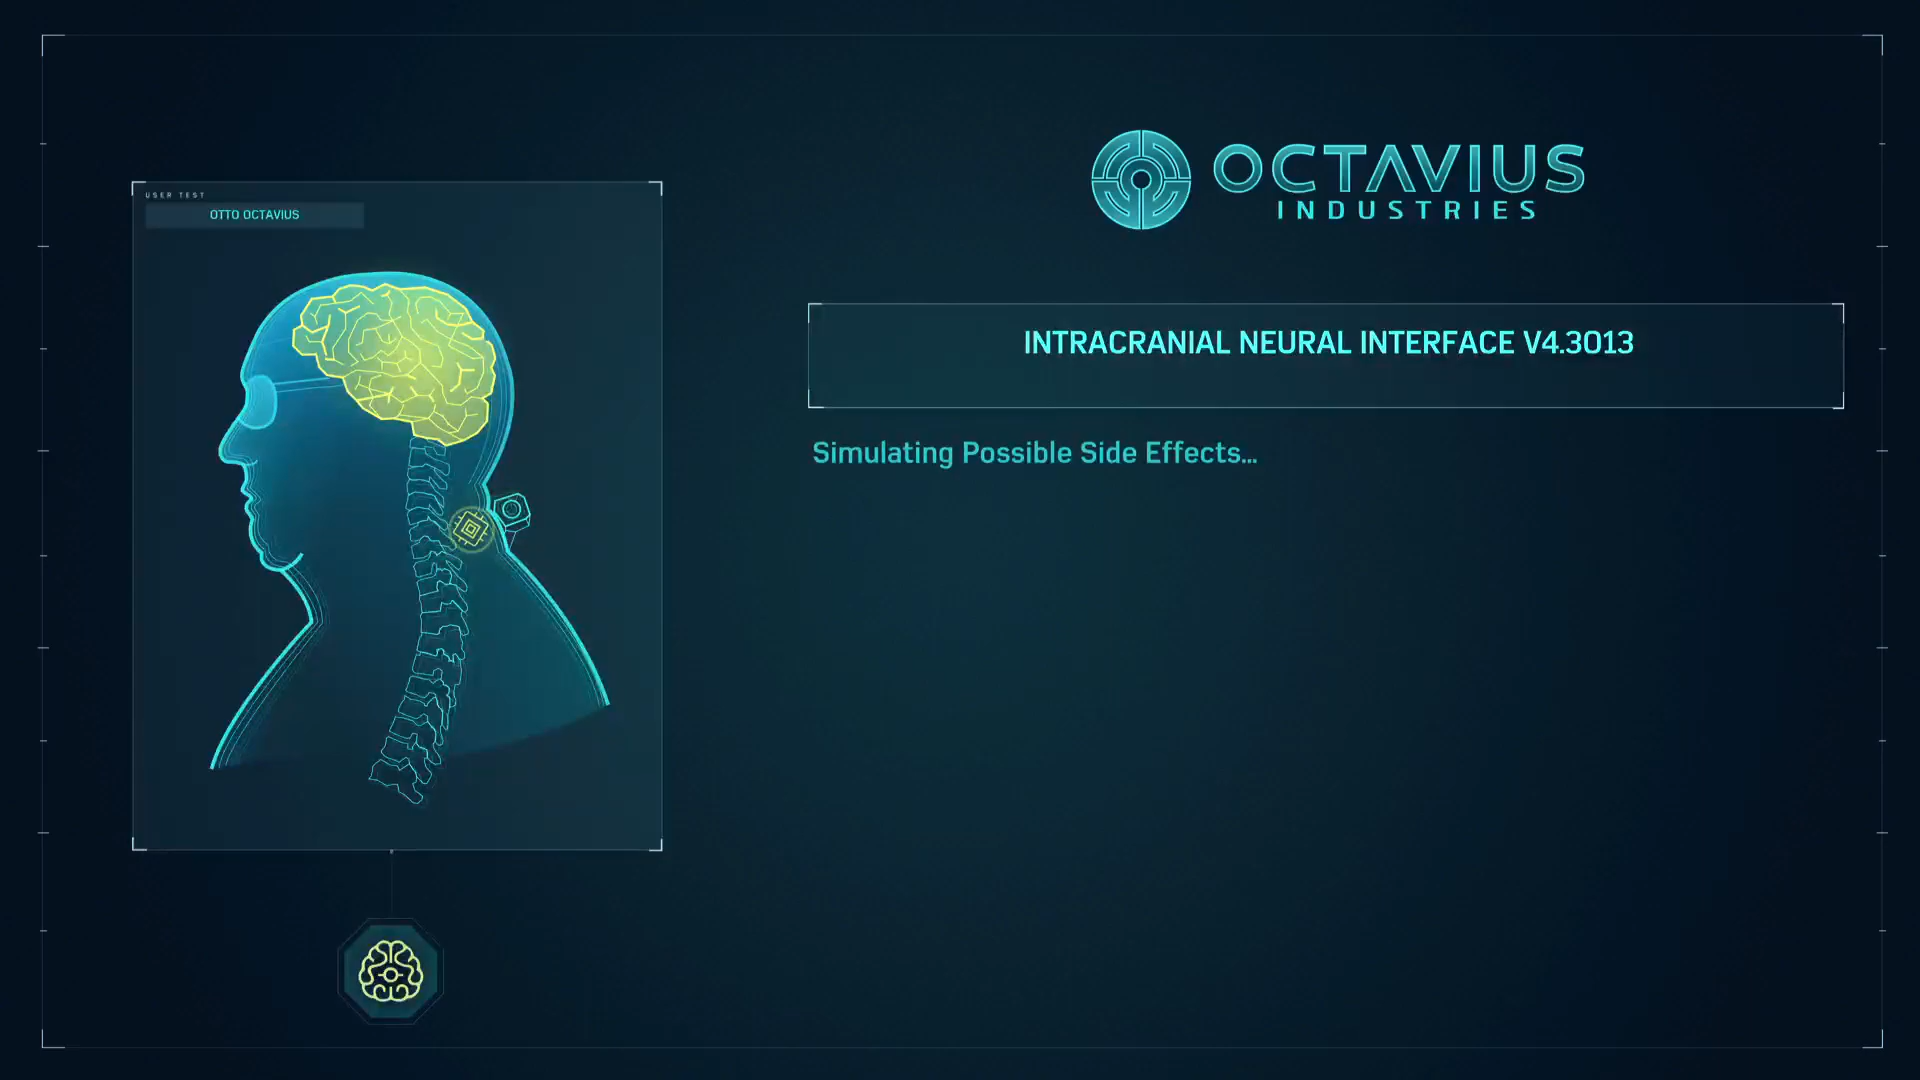 USER TEST
OTTO OCTAVIUS
OCTAVIUS
INDUSTRIES
INTRACRANIAL NEURAL INTERFACE V4.3013
Simulating Possible Side Effects...